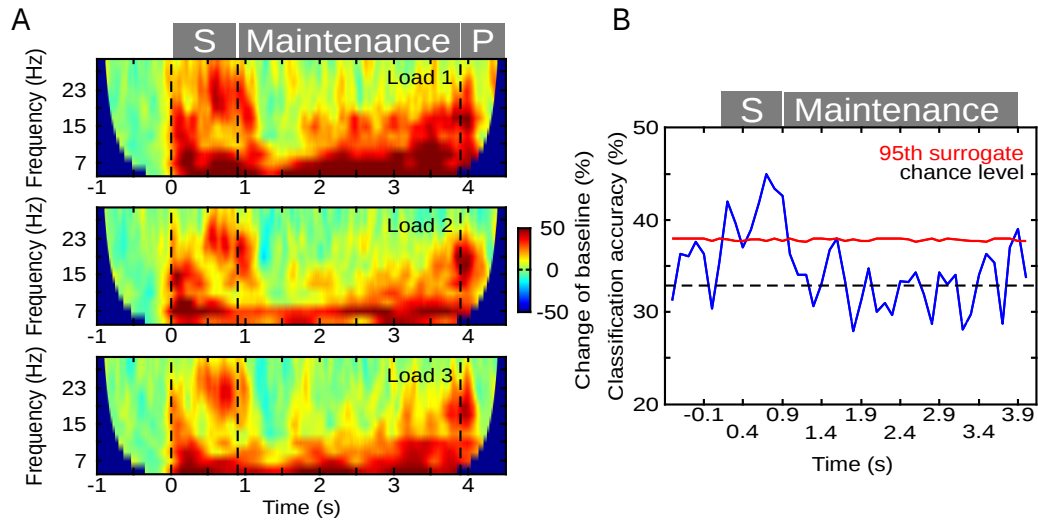 A
S Maintenance P
Frequency (Hz)
23
15
7
Load 1
-1 0 1 2 3 4
Frequency (Hz)
23
15
7
Load 2
-1 0 1 2 3 4
50
0
-50
Change of baseline (%)
Frequency (Hz)
23
15
7
Load 3
-1 0 1 2 3 4
Time (s)
B
S Maintenance
Classification accuracy (%)
50
40
30
20
95th surrogate
chance level
-0.1 0.9 1.9 2.9 3.9
0.4 1.4 2.4 3.4
Time (s)